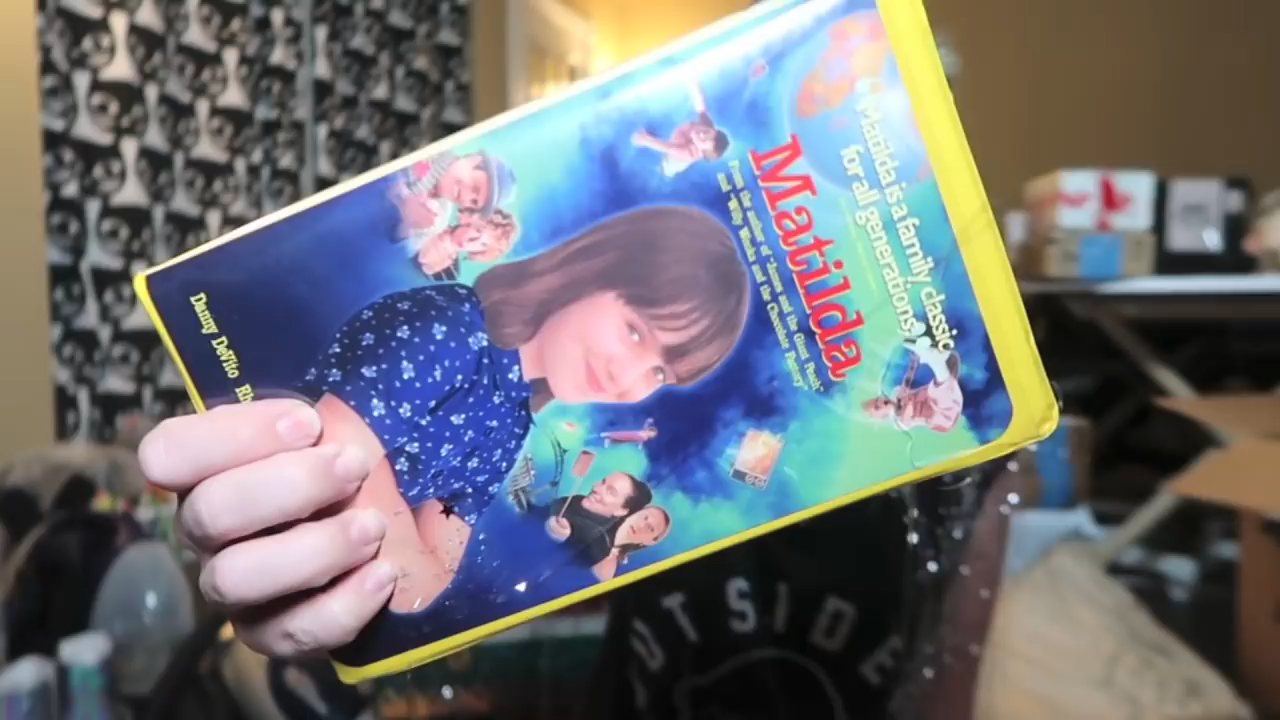 "Matilda is a family classic
for all generations!"
Matilda
From the author of "James and the Giant Peach"
and "Willy Wonka and the Chocolate Factory"
Danny DeVito Rh
UTSIDE